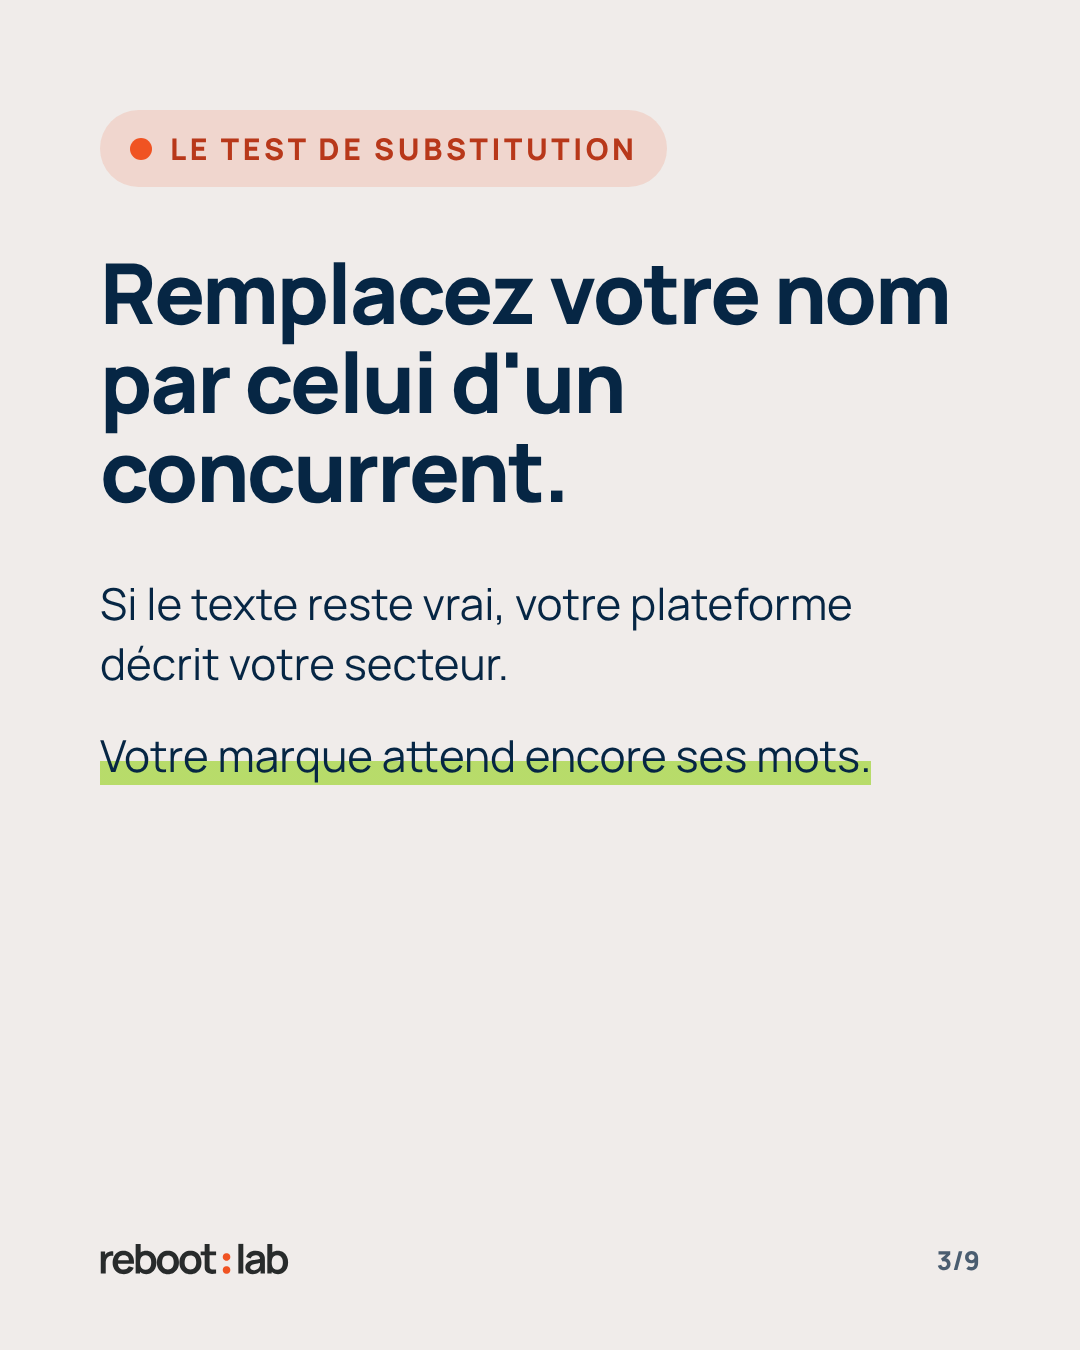 LE TEST DE SUBSTITUTION
Remplacez votre nom
par celui d'un
concurrent.
Si le texte reste vrai, votre plateforme
décrit votre secteur.
Votre marque attend encore ses mots.
reboot:lab
3/9